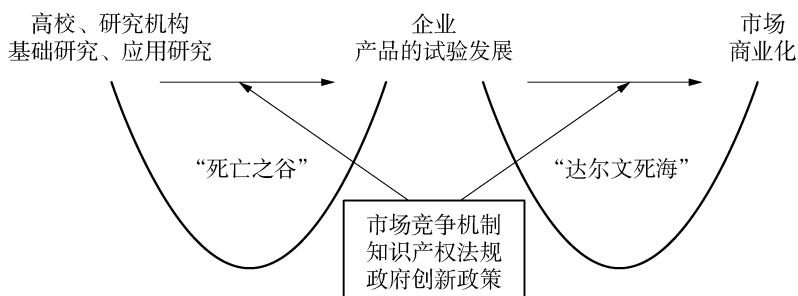 高校、研究机构
基础研究、应用研究
企业
产品的试验发展
市场
商业化
“死亡之谷”
“达尔文死海”
市场竞争机制
知识产权法规
政府创新政策